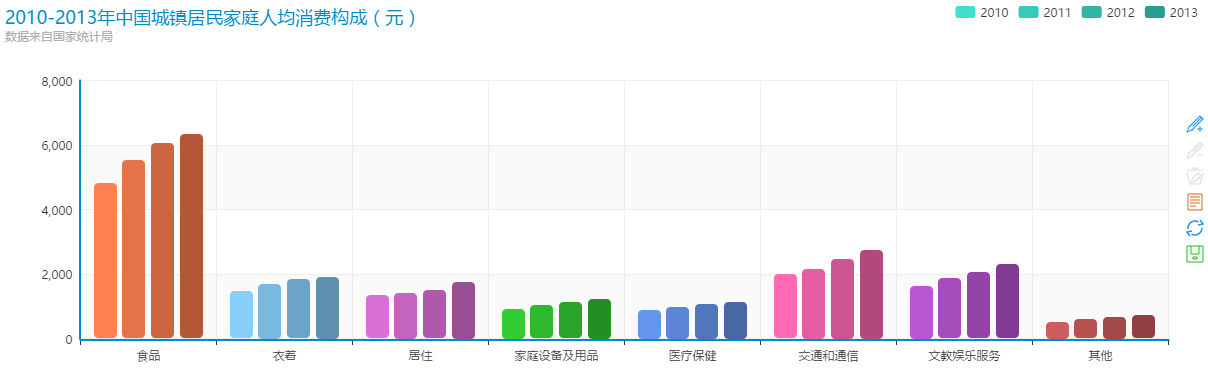 2010-2013年中国城镇居民家庭人均消费构成（元）
数据来自国家统计局
2010 2011 2012 2013
8,000
6,000
4,000
2,000
0
食品 衣着 居住 家庭设备及用品 医疗保健 交通和通信 文教娱乐服务 其他